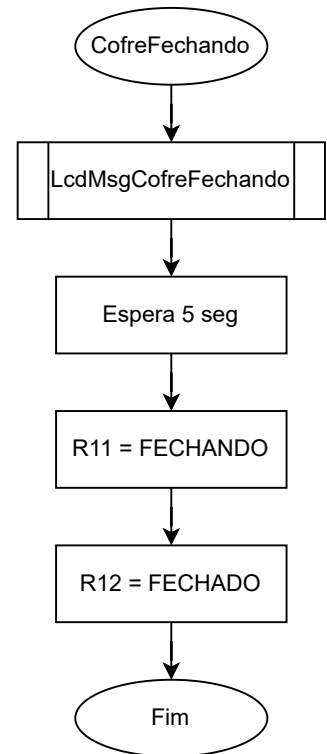 CofreFechando
LcdMsgCofreFechando
Espera 5 seg
R11 = FECHANDO
R12 = FECHADO
Fim